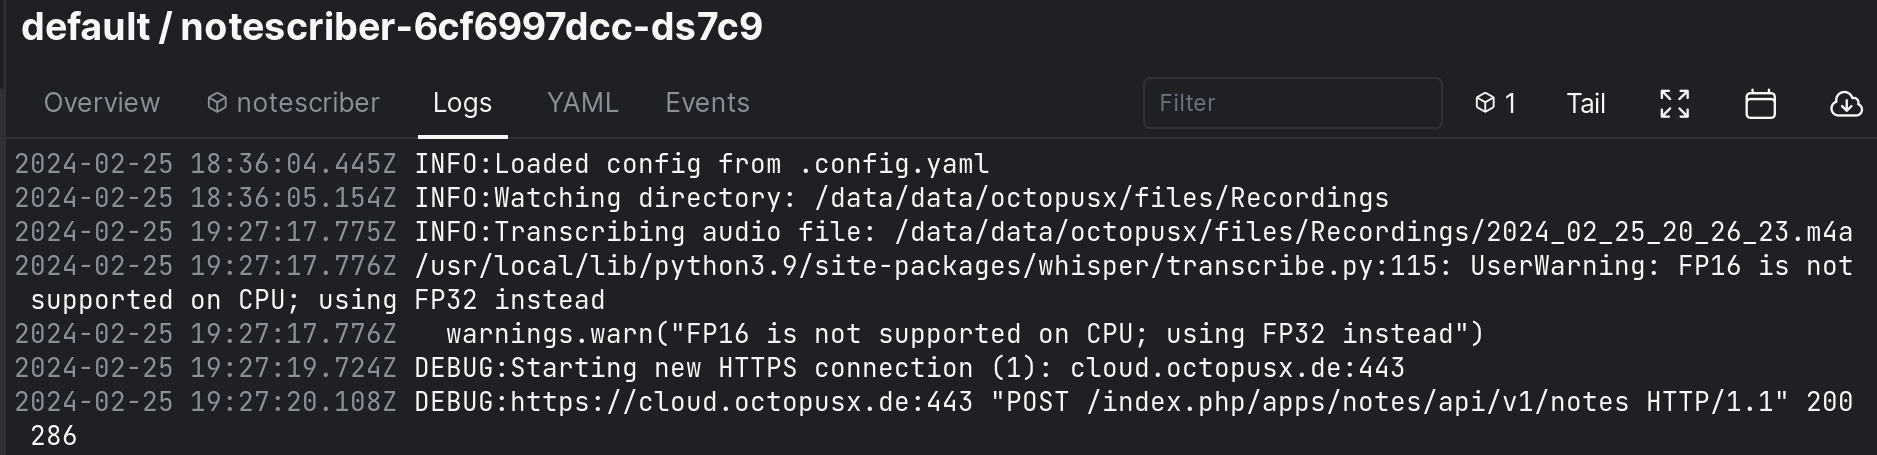 default / notescriber-6cf6997dcc-ds7c9
Overview notescriber Logs YAML Events Filter 1 Tail
2024-02-25 18:36:04.445Z INFO:Loaded config from .config.yaml
2024-02-25 18:36:05.154Z INFO:Watching directory: /data/data/octopusx/files/Recordings
2024-02-25 19:27:17.775Z INFO:Transcribing audio file: /data/data/octopusx/files/Recordings/2024_02_25_20_26_23.m4a
2024-02-25 19:27:17.776Z /usr/local/lib/python3.9/site-packages/whisper/transcribe.py:115: UserWarning: FP16 is not
supported on CPU; using FP32 instead
2024-02-25 19:27:17.776Z   warnings.warn("FP16 is not supported on CPU; using FP32 instead")
2024-02-25 19:27:19.724Z DEBUG:Starting new HTTPS connection (1): cloud.octopusx.de:443
2024-02-25 19:27:20.108Z DEBUG:https://cloud.octopusx.de:443 "POST /index.php/apps/notes/api/v1/notes HTTP/1.1" 200
286